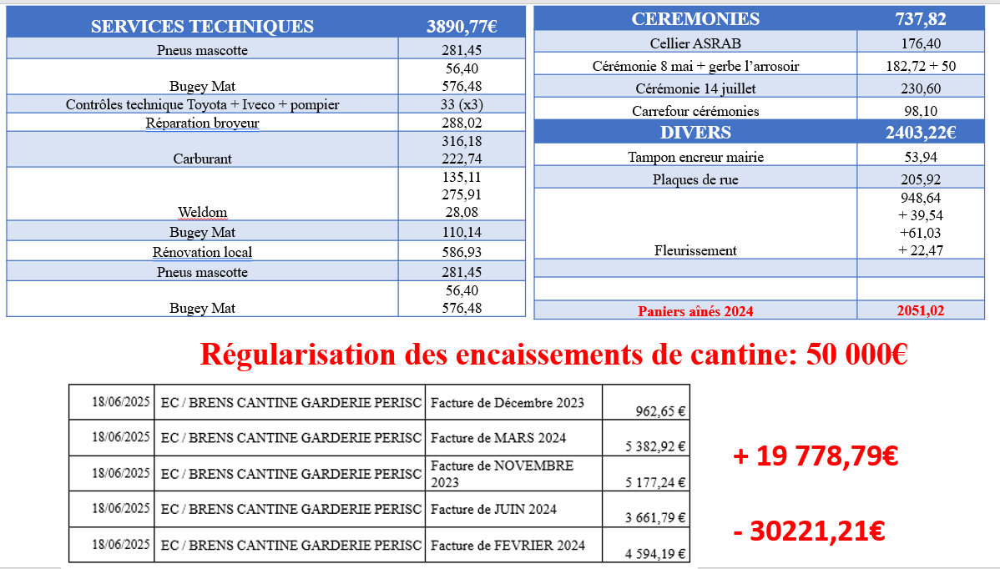 SERVICES TECHNIQUES 3890,77€
Pneus mascotte 281,45
56,40
Bugey Mat 576,48
Contrôles technique Toyota + Iveco + pompier 33 (x3)
Réparation broyeur 288,02
316,18
Carburant 222,74
135,11
275,91
Weldom 28,08
Bugey Mat 110,14
Rénovation local 586,93
Pneus mascotte 281,45
56,40
Bugey Mat 576,48
CEREMONIES 737,82
Cellier ASRAB 176,40
Cérémonie 8 mai + gerbe l’arrosoir 182,72 + 50
Cérémonie 14 juillet 230,60
Carrefour cérémonies 98,10
DIVERS 2403,22€
Tampon encreur mairie 53,94
Plaques de rue 205,92
948,64
+ 39,54
+61,03
Fleurissement + 22,47
Paniers aînés 2024 2051,02
Régularisation des encaissements de cantine: 50 000€
18/06/2025 EC / BRENS CANTINE GARDERIE PERISC Facture de Décembre 2023 962,65 €
18/06/2025 EC / BRENS CANTINE GARDERIE PERISC Facture de MARS 2024 5 382,92 €
18/06/2025 EC / BRENS CANTINE GARDERIE PERISC Facture de NOVEMBRE
2023 5 177,24 €
18/06/2025 EC / BRENS CANTINE GARDERIE PERISC Facture de JUIN 2024 3 661,79 €
18/06/2025 EC / BRENS CANTINE GARDERIE PERISC Facture de FEVRIER 2024 4 594,19 €
+ 19 778,79€
- 30221,21€